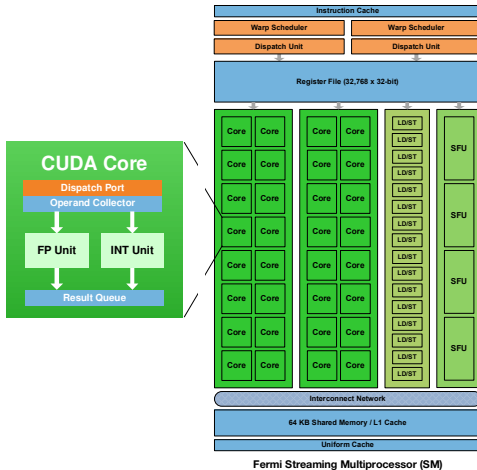 Instruction Cache
Warp Scheduler Warp Scheduler
Dispatch Unit Dispatch Unit
Register File (32,768 x 32-bit)
Core Core Core Core LD/ST SFU
LD/ST
Core Core Core Core LD/ST
LD/ST
Core Core Core Core LD/ST SFU
LD/ST
Core Core Core Core LD/ST
LD/ST
Core Core Core Core LD/ST SFU
LD/ST
Core Core Core Core LD/ST
LD/ST
Core Core Core Core LD/ST SFU
LD/ST
Core Core Core Core LD/ST
LD/ST
Interconnect Network
64 KB Shared Memory / L1 Cache
Uniform Cache
Fermi Streaming Multiprocessor (SM)
CUDA Core
Dispatch Port
Operand Collector
FP Unit INT Unit
Result Queue